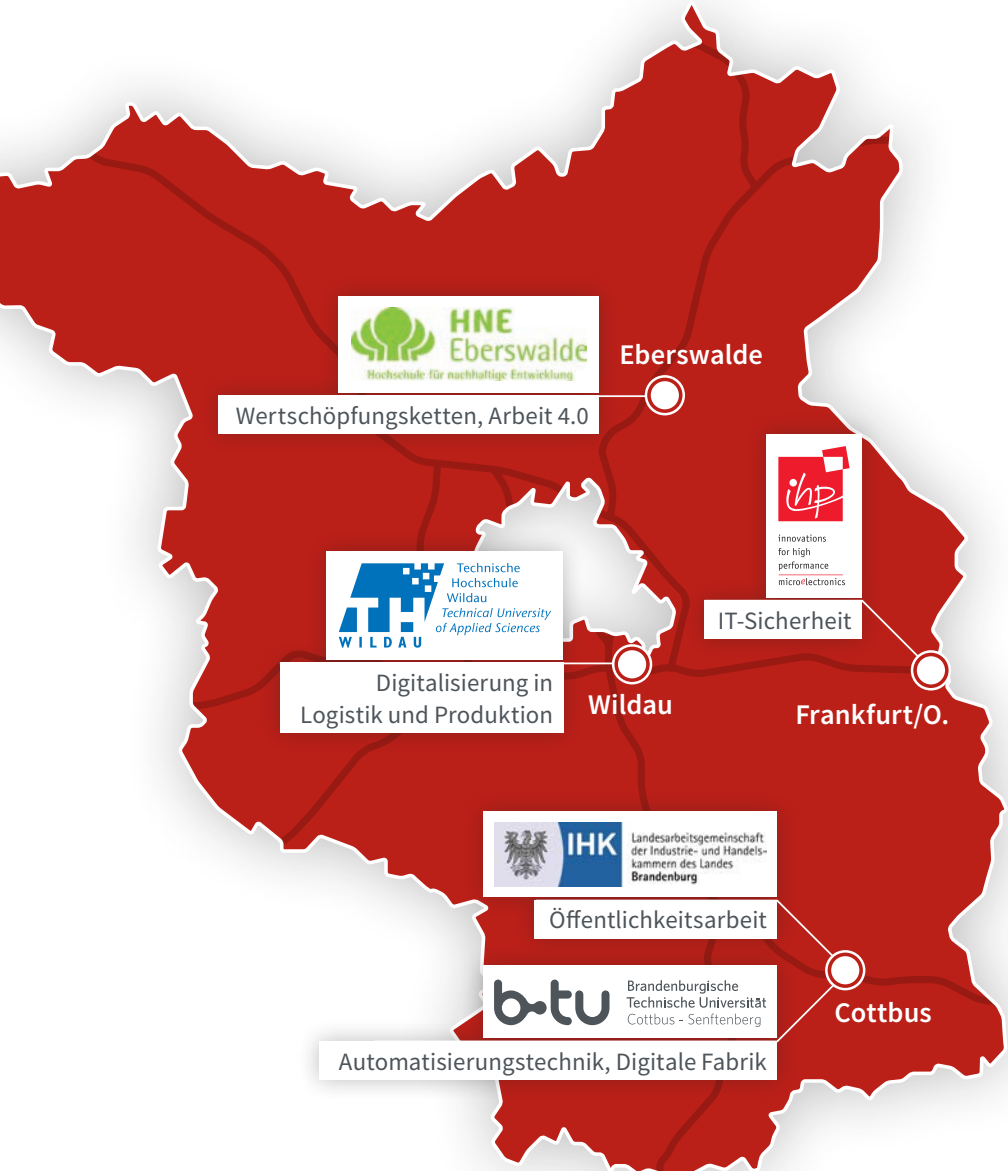 HNE
Eberswalde
Hochschule für nachhaltige Entwicklung
Wertschöpfungsketten, Arbeit 4.0
Eberswalde
ihp
innovations
for high
performance
microelectronics
IT-Sicherheit
Frankfurt/O.
TH
WILDAU
Technische
Hochschule
Wildau
Technical University
of Applied Sciences
Digitalisierung in
Logistik und Produktion
Wildau
IHK
Landesarbeitsgemeinschaft
der Industrie- und Handels-
kammern des Landes
Brandenburg
Öffentlichkeitsarbeit
b-tu
Brandenburgische
Technische Universität
Cottbus - Senftenberg
Automatisierungstechnik, Digitale Fabrik
Cottbus